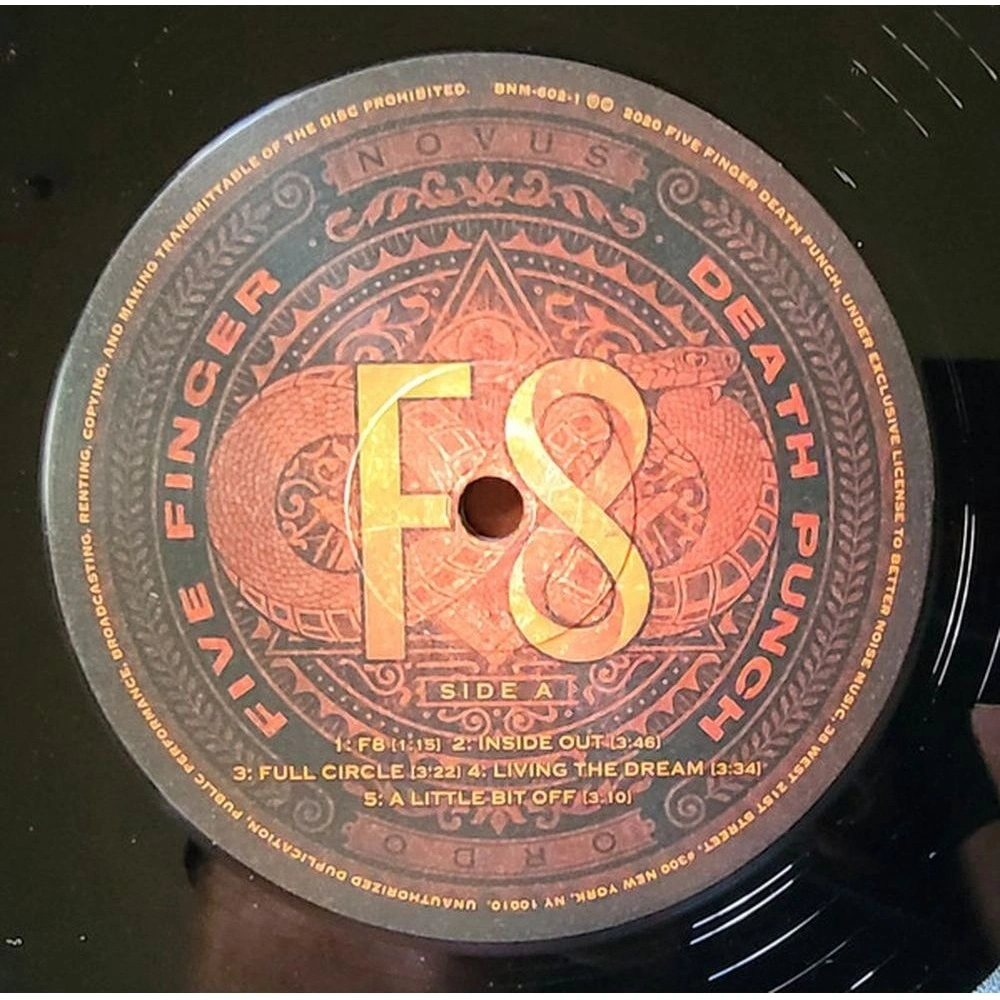 BNM-602-1 ℗© 2020 FIVE FINGER DEATH PUNCH, UNDER EXCLUSIVE LICENSE TO BETTER NOISE MUSIC, 38 WEST 21ST STREET, #300 NEW YORK, NY 10010. UNAUTHORIZED DUPLICATION, PUBLIC PERFORMANCE, BROADCASTING, RENTING, COPYING, AND MAKING TRANSMITTABLE OF THE DISC PROHIBITED.
NOVUS
FIVE FINGER
DEATH PUNCH
F8
SIDE A
1: F8 [1:15] 2: INSIDE OUT [3:46]
3: FULL CIRCLE [3:22] 4: LIVING THE DREAM [3:34]
5: A LITTLE BIT OFF [3.10]
ORDO